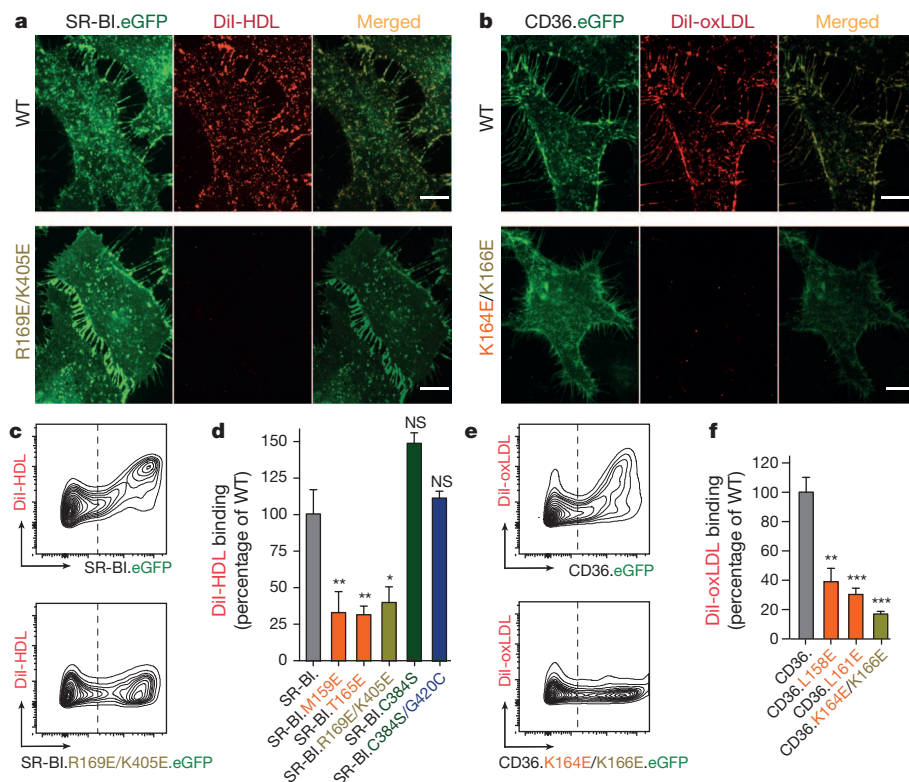 a
SR-BI.eGFP
DiI-HDL
Merged
WT
R169E/K405E
b
CD36.eGFP
DiI-oxLDL
Merged
WT
K164E/K166E
c
DiI-HDL
SR-BI.eGFP
DiI-HDL
SR-BI.R169E/K405E.eGFP
d
DiI-HDL binding
(percentage of WT)
150
125
100
75
50
25
0
**
**
*
NS
NS
SR-BI.
SR-BI.M159E
SR-BI.T165E
SR-BI.R169E/K405E
SR-BI.C384S
SR-BI.C384S/G420C
e
DiI-oxLDL
CD36.eGFP
DiI-oxLDL
CD36.K164E/K166E.eGFP
f
DiI-oxLDL binding
(percentage of WT)
120
100
80
60
40
20
0
**
***
***
CD36.
CD36.L158E
CD36.L161E
CD36.K164E/K166E